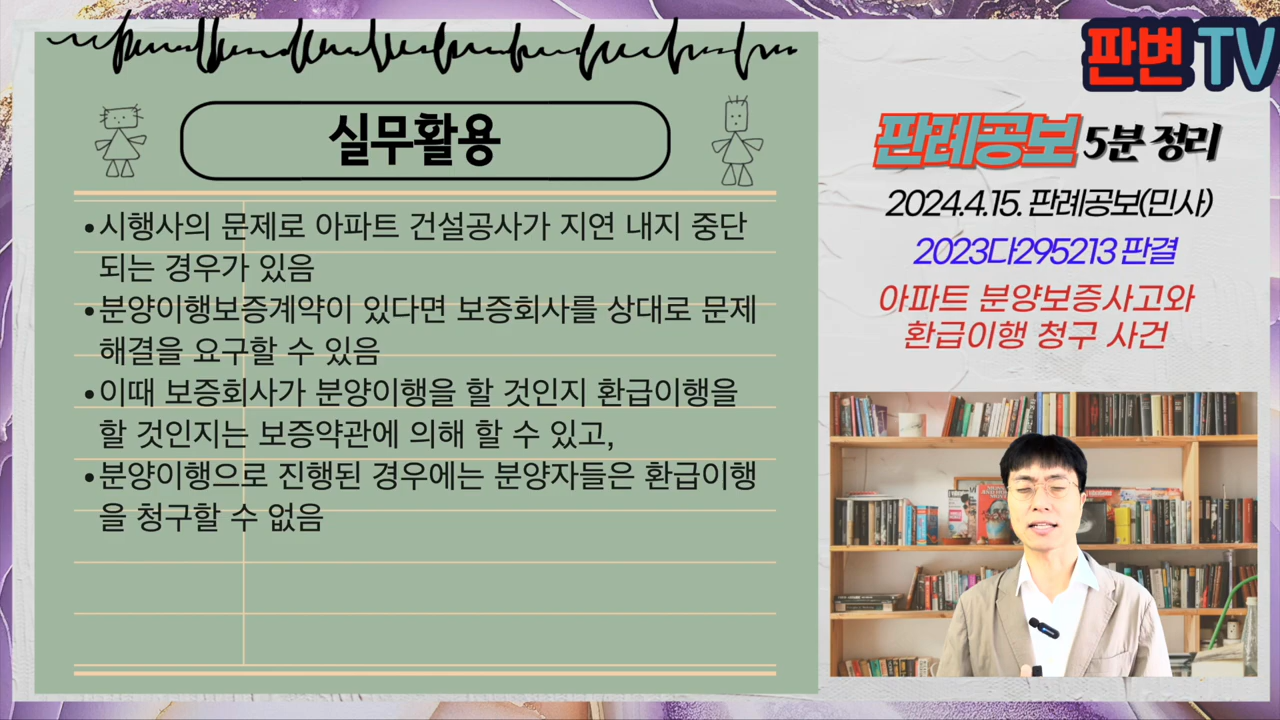 실무활용
•시행사의 문제로 아파트 건설공사가 지연 내지 중단
되는 경우가 있음
•분양이행보증계약이 있다면 보증회사를 상대로 문제
해결을 요구할 수 있음
•이때 보증회사가 분양이행을 할 것인지 환급이행을
할 것인지는 보증약관에 의해 할 수 있고,
•분양이행으로 진행된 경우에는 분양자들은 환급이행
을 청구할 수 없음
판변 TV
판례공보 5분 정리
2024.4.15. 판례공보(민사)
2023다295213 판결
아파트 분양보증사고와
환급이행 청구 사건